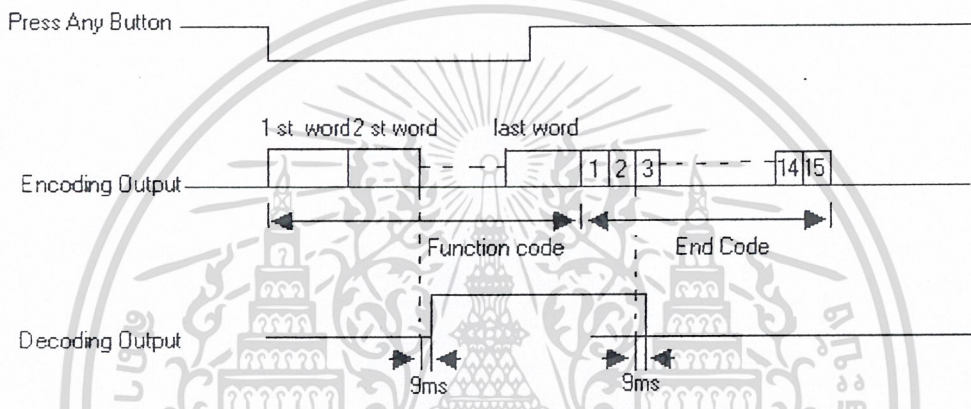 Press Any Button
1 st word 2 st word last word
Encoding Output 1 2 3 14 15
Function code End Code
Decoding Output
9ms 9ms